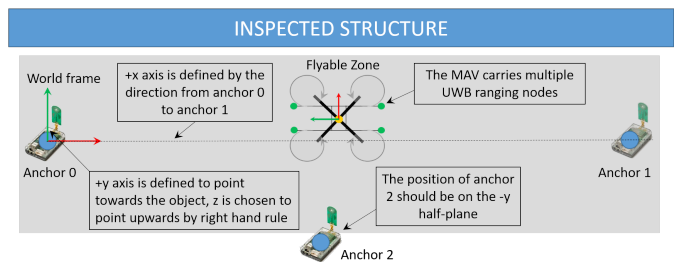 INSPECTED STRUCTURE
Flyable Zone
World frame
+x axis is defined by the
direction from anchor 0
to anchor 1
The MAV carries multiple
UWB ranging nodes
Anchor 0
Anchor 1
+y axis is defined to point
towards the object, z is chosen to
point upwards by right hand rule
The position of anchor
2 should be on the -y
half-plane
Anchor 2